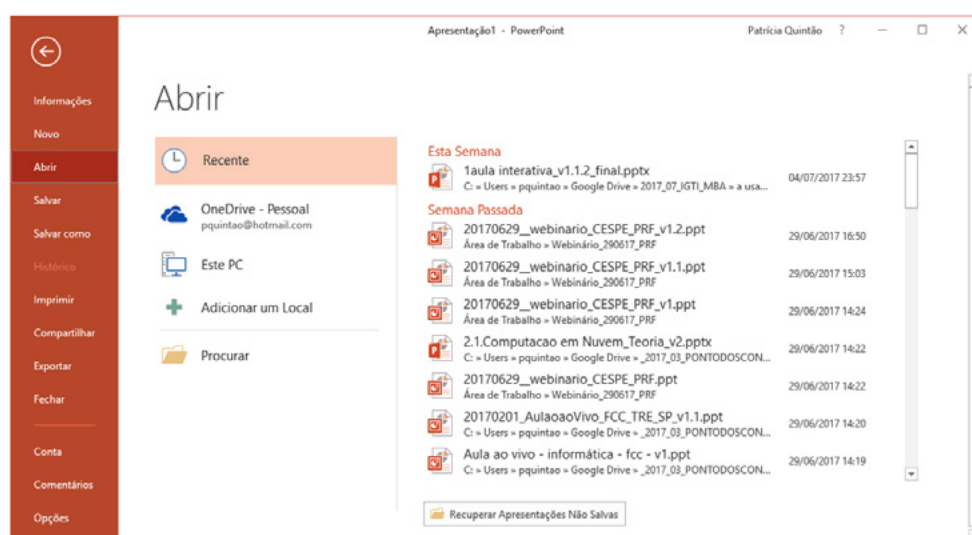 Apresentação1 - PowerPoint
Patrícia Quintão ?
Informações
Novo
Abrir
Salvar
Salvar como
Histórico
Imprimir
Compartilhar
Exportar
Fechar
Conta
Comentários
Opções
Abrir
Recente
OneDrive - Pessoal
pquintao@hotmail.com
Este PC
Adicionar um Local
Procurar
Esta Semana
1aula interativa_v1.1.2_final.pptx
C: » Users » pquintao » Google Drive » 2017_07_IGTI_MBA » a usa...
04/07/2017 23:57
Semana Passada
20170629__webinario_CESPE_PRF_v1.2.ppt
Área de Trabalho » Webinário_290617_PRF
29/06/2017 16:50
20170629__webinario_CESPE_PRF_v1.1.ppt
Área de Trabalho » Webinário_290617_PRF
29/06/2017 15:03
20170629__webinario_CESPE_PRF_v1.ppt
Área de Trabalho » Webinário_290617_PRF
29/06/2017 14:24
2.1.Computacao em Nuvem_Teoria_v2.pptx
C: » Users » pquintao » Google Drive » _2017_03_PONTODOSCON...
29/06/2017 14:22
20170629__webinario_CESPE_PRF.ppt
Área de Trabalho » Webinário_290617_PRF
29/06/2017 14:22
20170201_AulaoaoVivo_FCC_TRE_SP_v1.1.ppt
C: » Users » pquintao » Google Drive » _2017_03_PONTODOSCON...
29/06/2017 14:20
Aula ao vivo - informática - fcc - v1.ppt
C: » Users » pquintao » Google Drive » _2017_03_PONTODOSCON...
29/06/2017 14:19
Recuperar Apresentações Não Salvas